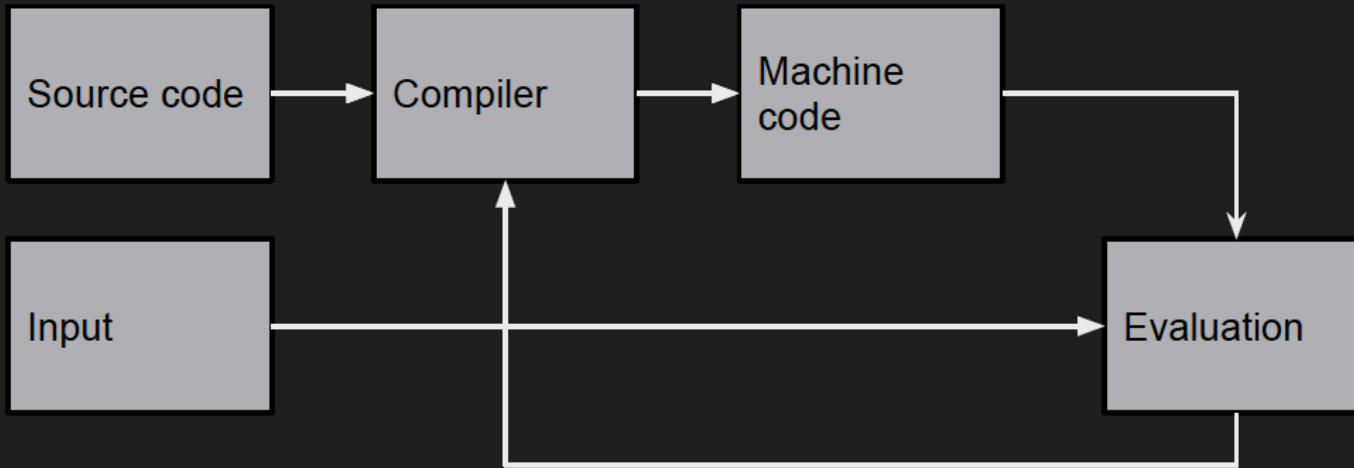 Source code
Compiler
Machine
code
Input
Evaluation